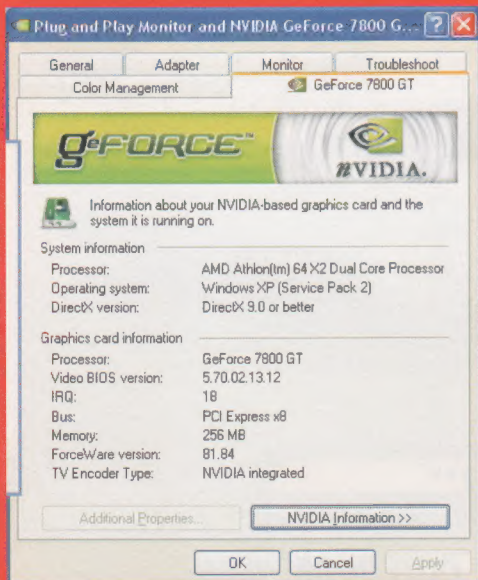 Plug and Play Monitor and NVIDIA GeForce 7800 G...
General Adapter Monitor Troubleshoot
Color Management GeForce 7800 GT
GeFORCE™ nVIDIA.
Information about your NVIDIA-based graphics card and the
system it is running on.
System information
Processor: AMD Athlon(tm) 64 X2 Dual Core Processor
Operating system: Windows XP (Service Pack 2)
DirectX version: DirectX 9.0 or better
Graphics card information
Processor: GeForce 7800 GT
Video BIOS version: 5.70.02.13.12
IRQ: 18
Bus: PCI Express x8
Memory: 256 MB
ForceWare version: 81.84
TV Encoder Type: NVIDIA integrated
Additional Properties... NVIDIA Information >>
OK Cancel Apply